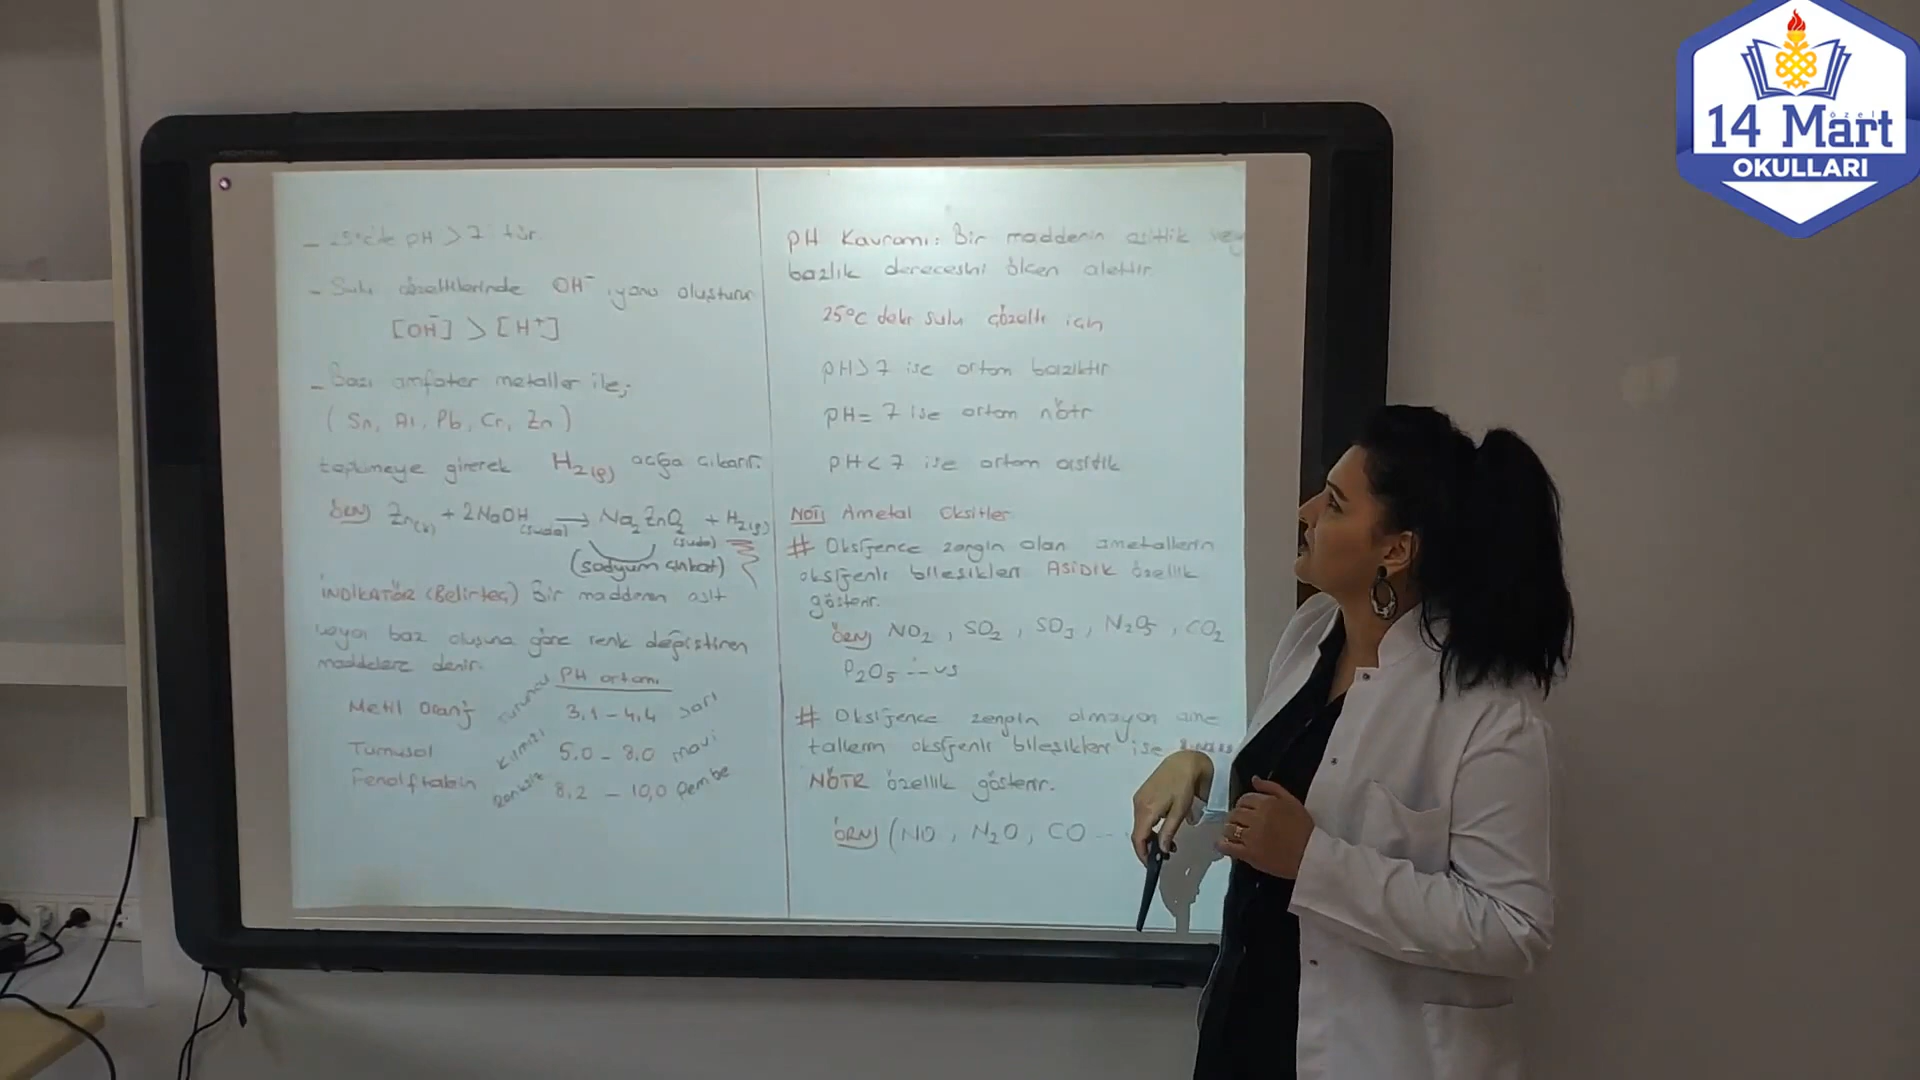 14 Mart
özel
OKULLARI
- 25°C'de pH > 7 'tür.
- Sulu çözeltilerinde OH⁻ iyonu oluşturur
[OH⁻] > [H⁺]
- Bazı amfoter metaller ile;
(Sn, Al, Pb, Cr, Zn)
tepkimeye girerek H₂(g) açığa çıkarır.
ÖRN) Zn(k) + 2NaOH(suda) → Na₂ZnO₂(suda) + H₂(g)
(sodyum çinkat)
İNDİKATÖR (Belirteç) Bir maddenin asit
veya baz oluşuna göre renk değiştiren
maddelere denir.
PH ortamı
Metil Oranj turuncu 3,1 - 4,4 sarı
Turnusol Kırmızı 5.0 - 8.0 mavi
Fenolftalein Renksiz 8.2 - 10,0 Pembe
pH Kavramı: Bir maddenin asitlik vey
bazlık derecesini ölçen alettir
25°C deki sulu çözelti için
pH>7 ise ortam baziktir
pH= 7 ise ortam nötr
pH< 7 ise ortam asidik
NOT: Ametal Oksitler
# Oksijence zengin olan ametallerin
oksijenli bileşikleri ASİDİK özellik
gösterir.
ÖRN) NO₂, SO₂, SO₃, N₂O₅, CO₂
P₂O₅ --- vs
# Oksijence zengin olmayan ame
tallerin oksijenli bileşikleri ise
NÖTR özellik gösterir.
ÖRN) (NO, N₂O, CO --